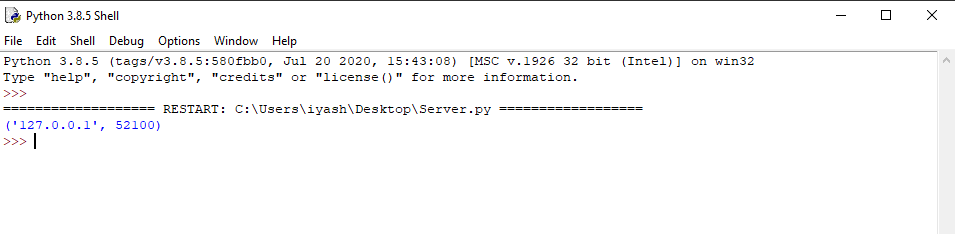 Python 3.8.5 Shell
File Edit Shell Debug Options Window Help
Python 3.8.5 (tags/v3.8.5:580fbb0, Jul 20 2020, 15:43:08) [MSC v.1926 32 bit (Intel)] on win32
Type "help", "copyright", "credits" or "license()" for more information.
>>>
=================== RESTART: C:\Users\iyash\Desktop\Server.py ==================
('127.0.0.1', 52100)
>>>